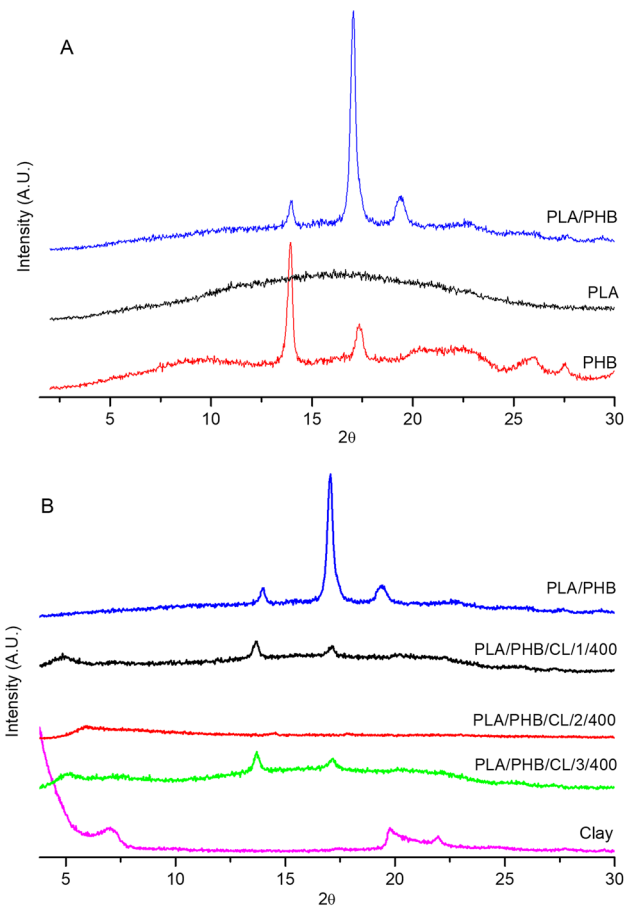 A
Intensity (A.U.)
PLA/PHB
PLA
PHB
5 10 15 20 25 30
2θ
B
Intensity (A.U.)
PLA/PHB
PLA/PHB/CL/1/400
PLA/PHB/CL/2/400
PLA/PHB/CL/3/400
Clay
5 10 15 20 25 30
2θ